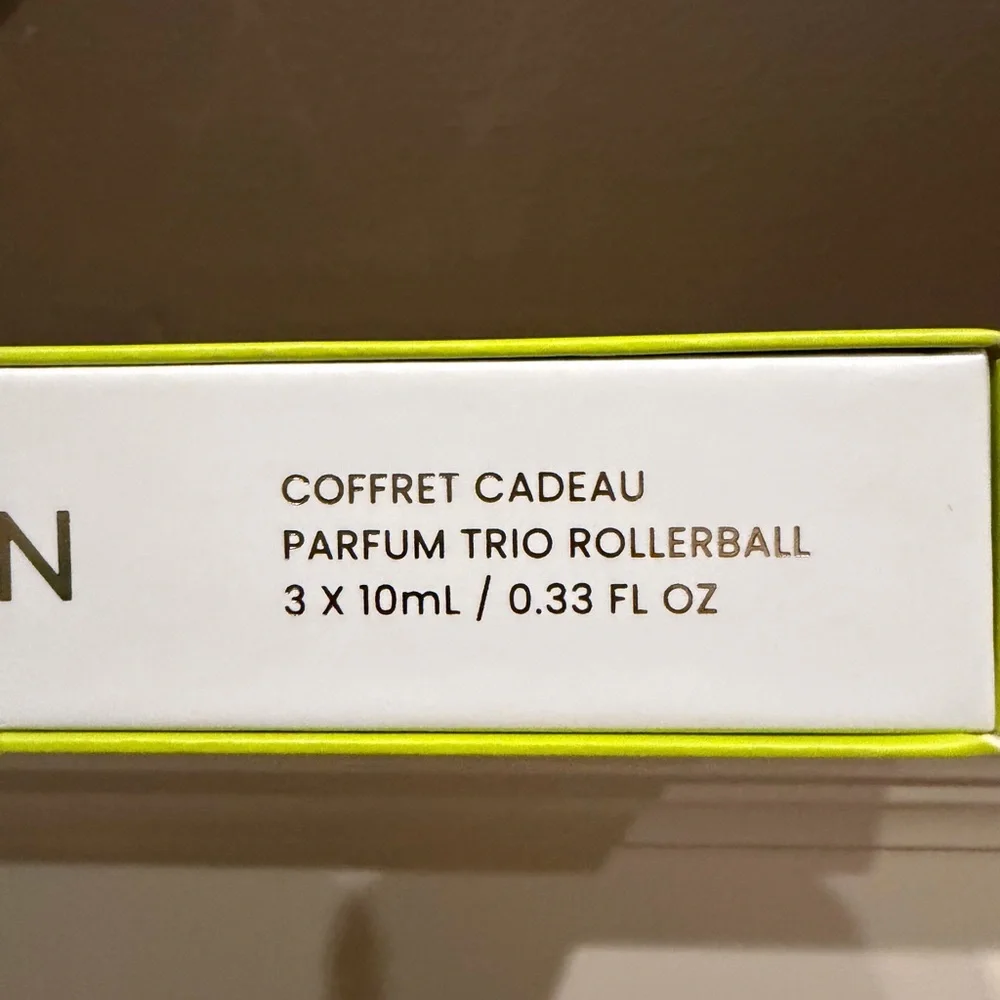 N
COFFRET CADEAU
PARFUM TRIO ROLLERBALL
3 X 10mL / 0.33 FL OZ